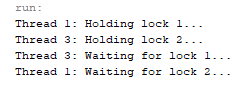 run:
Thread 1: Holding lock 1...
Thread 3: Holding lock 2...
Thread 3: Waiting for lock 1...
Thread 1: Waiting for lock 2...